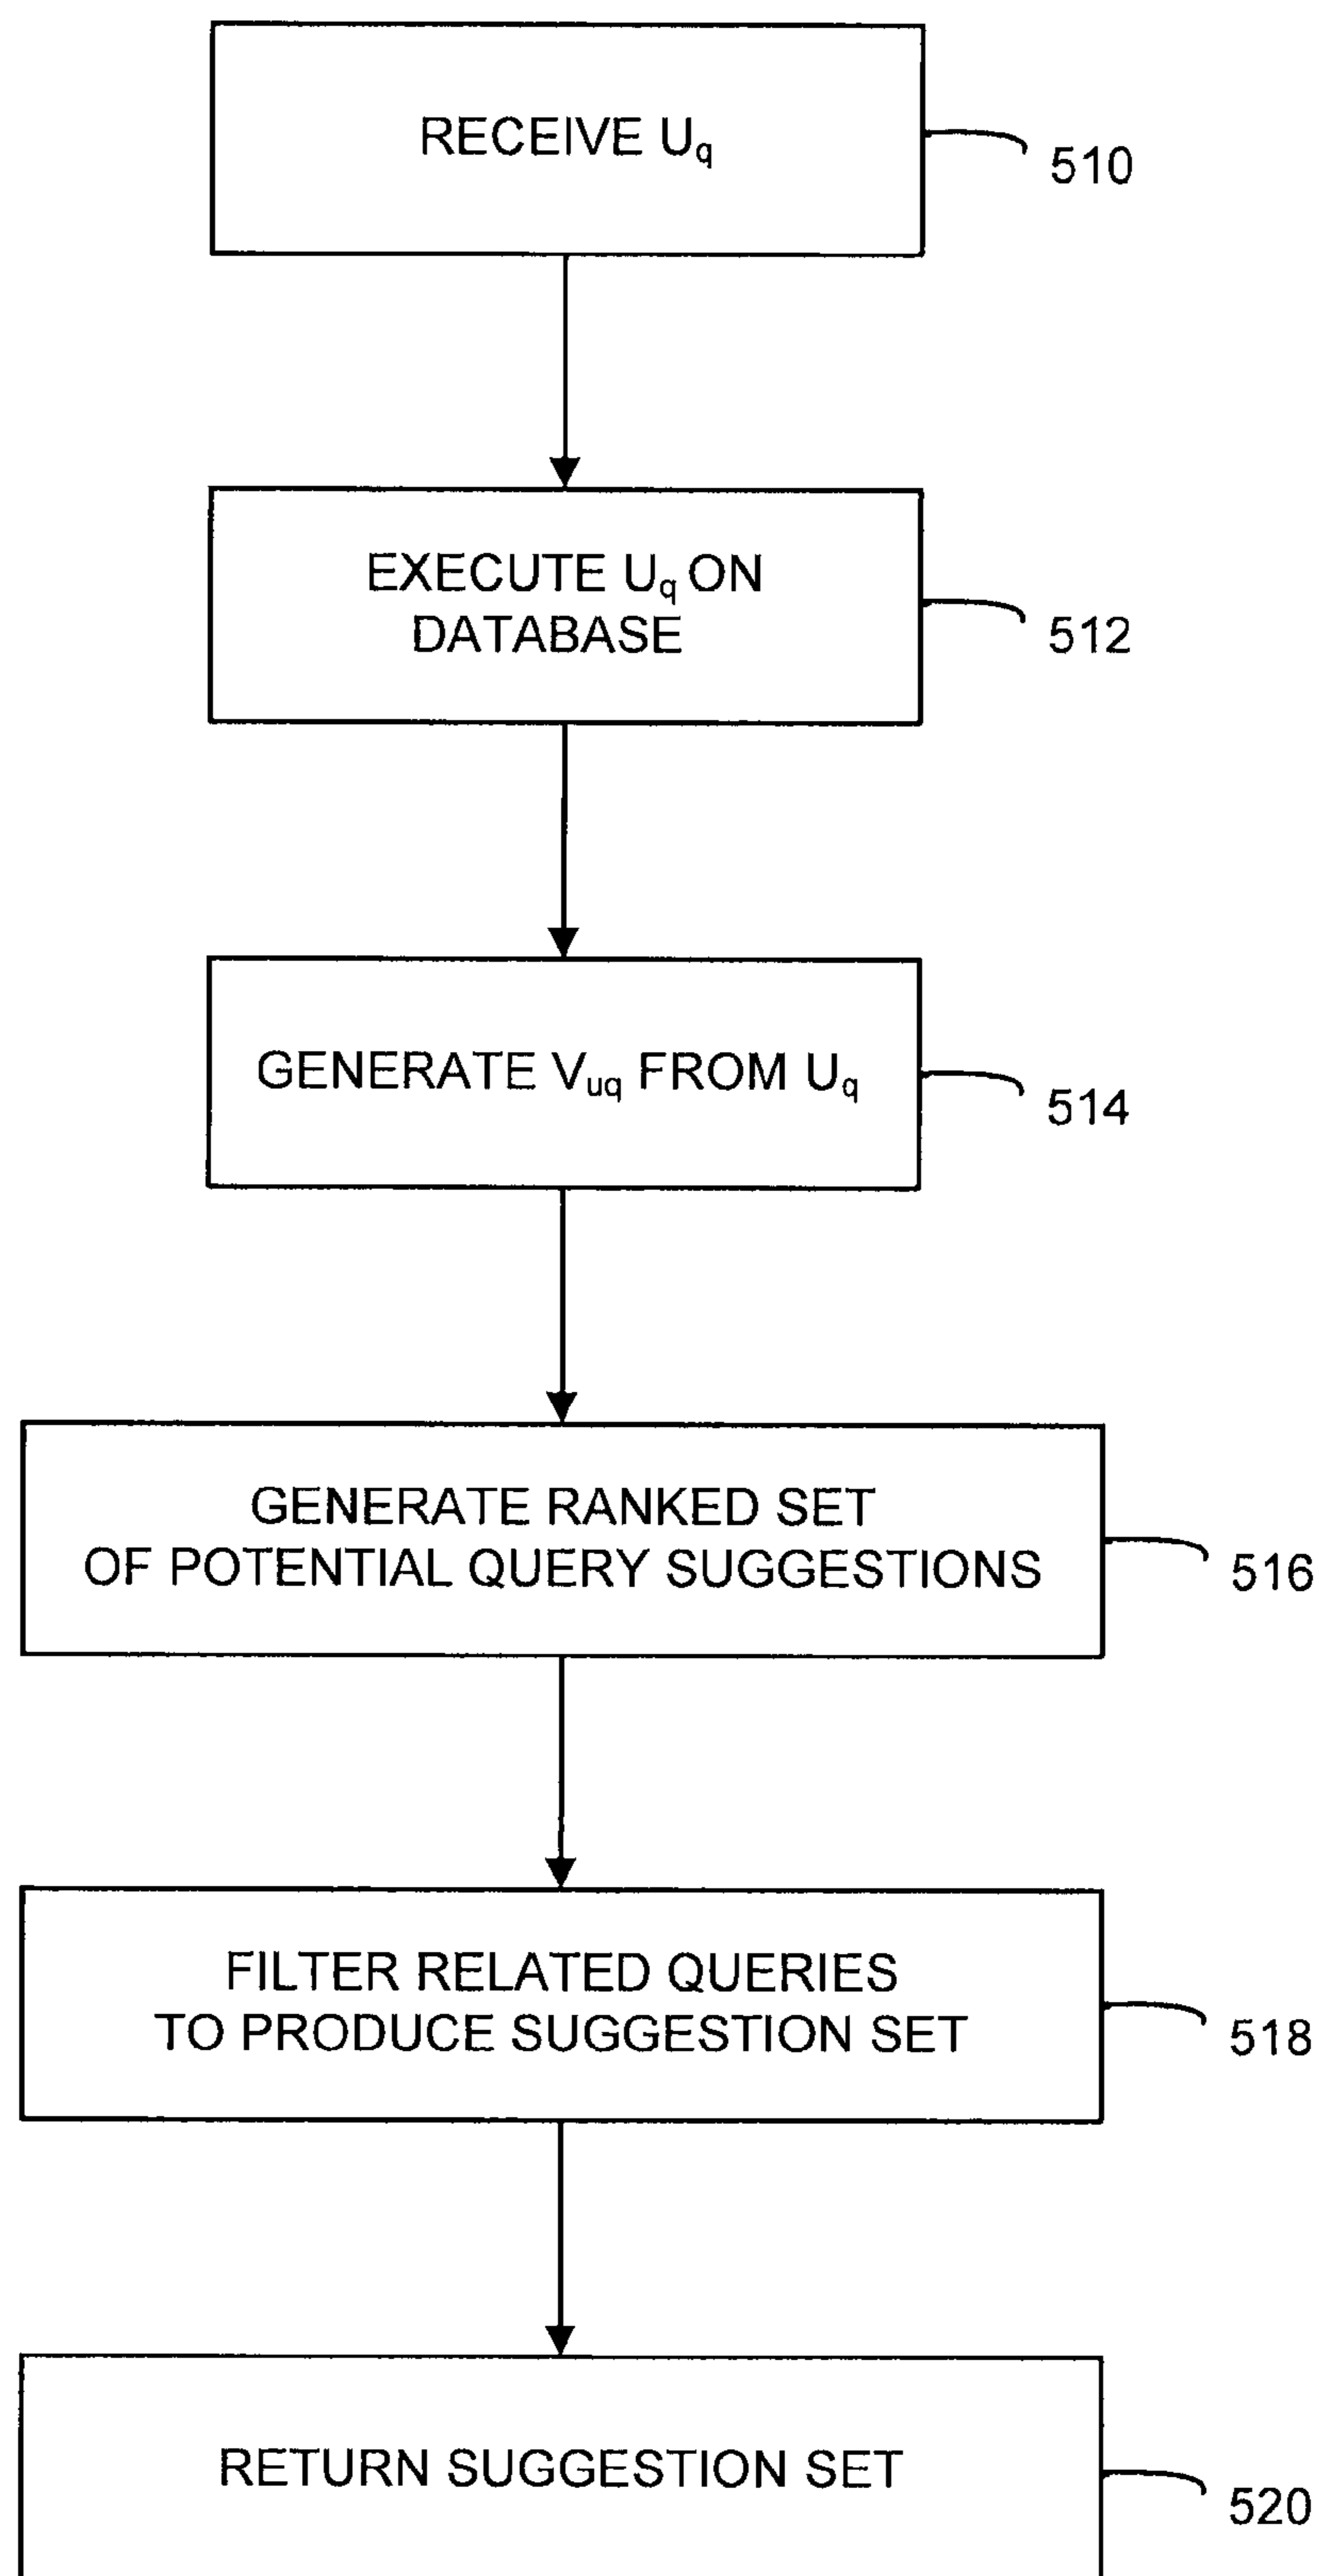 RECEIVE Uq
510
EXECUTE Uq ON
DATABASE
512
GENERATE Vuq FROM Uq
514
GENERATE RANKED SET
OF POTENTIAL QUERY SUGGESTIONS
516
FILTER RELATED QUERIES
TO PRODUCE SUGGESTION SET
518
RETURN SUGGESTION SET
520